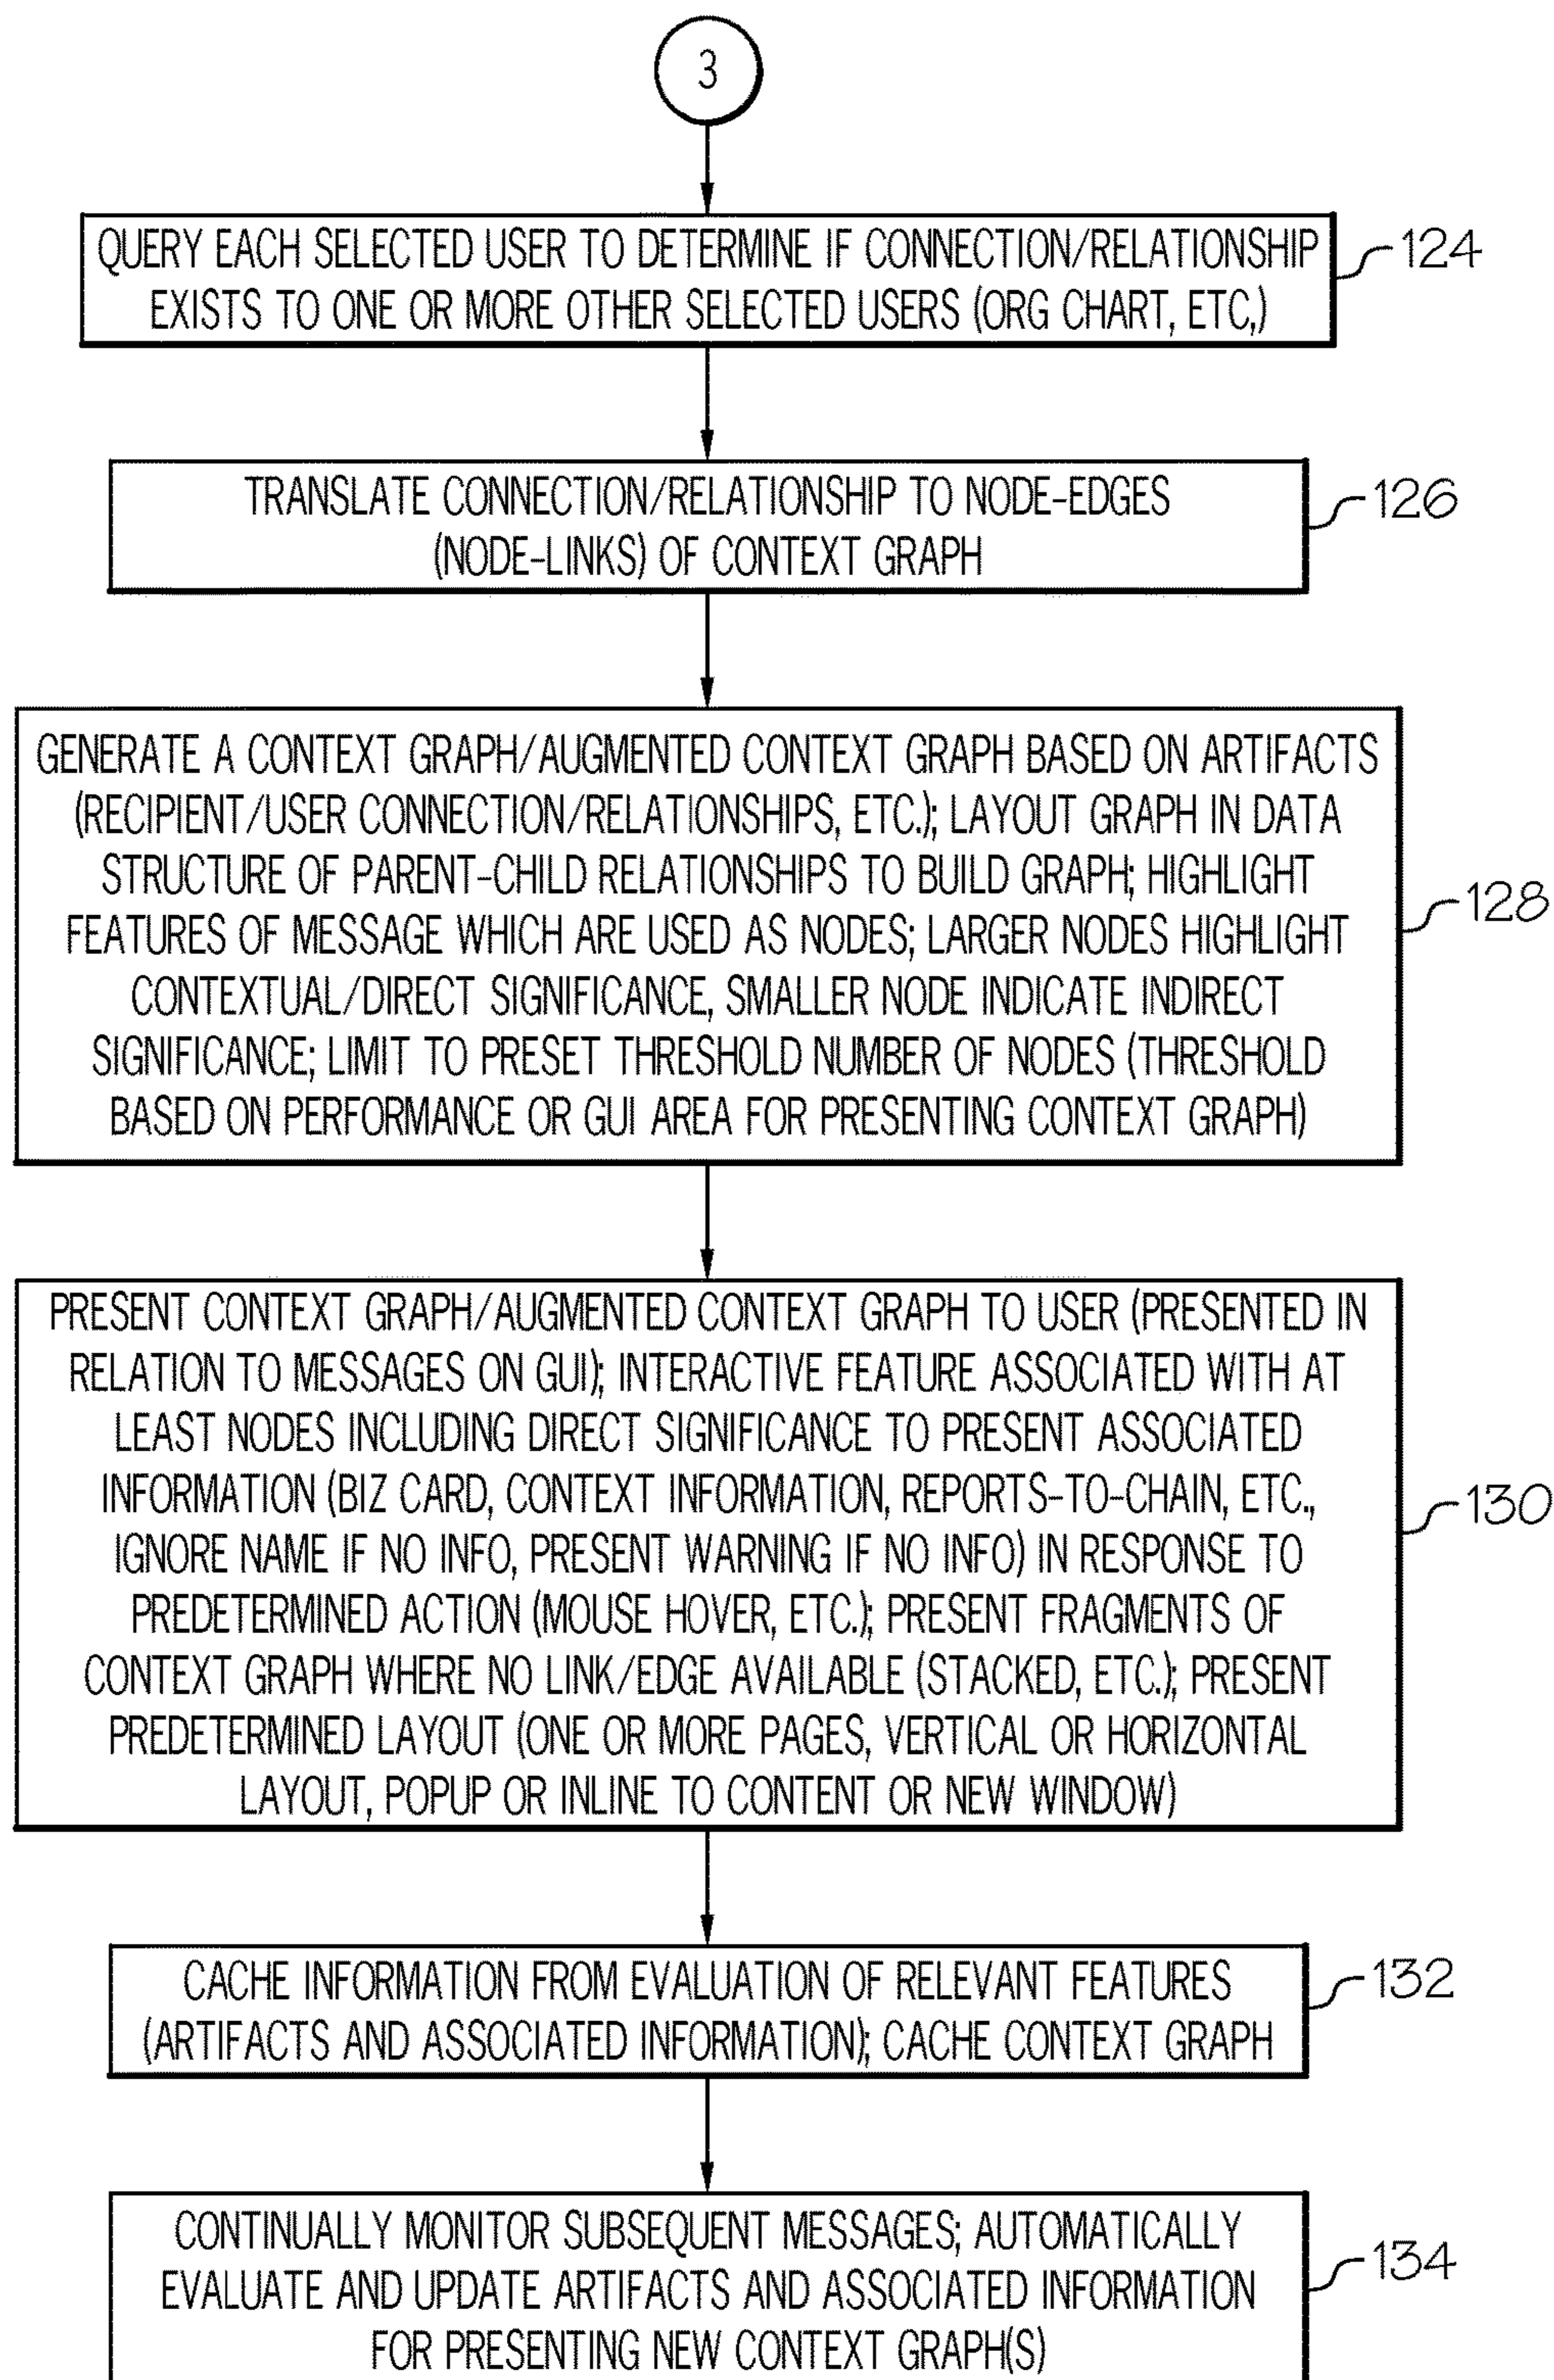 3
QUERY EACH SELECTED USER TO DETERMINE IF CONNECTION/RELATIONSHIP
EXISTS TO ONE OR MORE OTHER SELECTED USERS (ORG CHART, ETC,)
124
TRANSLATE CONNECTION/RELATIONSHIP TO NODE-EDGES
(NODE-LINKS) OF CONTEXT GRAPH
126
GENERATE A CONTEXT GRAPH/AUGMENTED CONTEXT GRAPH BASED ON ARTIFACTS
(RECIPIENT/USER CONNECTION/RELATIONSHIPS, ETC.); LAYOUT GRAPH IN DATA
STRUCTURE OF PARENT-CHILD RELATIONSHIPS TO BUILD GRAPH; HIGHLIGHT
FEATURES OF MESSAGE WHICH ARE USED AS NODES; LARGER NODES HIGHLIGHT
CONTEXTUAL/DIRECT SIGNIFICANCE, SMALLER NODE INDICATE INDIRECT
SIGNIFICANCE; LIMIT TO PRESET THRESHOLD NUMBER OF NODES (THRESHOLD
BASED ON PERFORMANCE OR GUI AREA FOR PRESENTING CONTEXT GRAPH)
128
PRESENT CONTEXT GRAPH/AUGMENTED CONTEXT GRAPH TO USER (PRESENTED IN
RELATION TO MESSAGES ON GUI); INTERACTIVE FEATURE ASSOCIATED WITH AT
LEAST NODES INCLUDING DIRECT SIGNIFICANCE TO PRESENT ASSOCIATED
INFORMATION (BIZ CARD, CONTEXT INFORMATION, REPORTS-TO-CHAIN, ETC.,
IGNORE NAME IF NO INFO, PRESENT WARNING IF NO INFO) IN RESPONSE TO
PREDETERMINED ACTION (MOUSE HOVER, ETC.); PRESENT FRAGMENTS OF
CONTEXT GRAPH WHERE NO LINK/EDGE AVAILABLE (STACKED, ETC.); PRESENT
PREDETERMINED LAYOUT (ONE OR MORE PAGES, VERTICAL OR HORIZONTAL
LAYOUT, POPUP OR INLINE TO CONTENT OR NEW WINDOW)
130
CACHE INFORMATION FROM EVALUATION OF RELEVANT FEATURES
(ARTIFACTS AND ASSOCIATED INFORMATION); CACHE CONTEXT GRAPH
132
CONTINUALLY MONITOR SUBSEQUENT MESSAGES; AUTOMATICALLY
EVALUATE AND UPDATE ARTIFACTS AND ASSOCIATED INFORMATION
FOR PRESENTING NEW CONTEXT GRAPH(S)
134